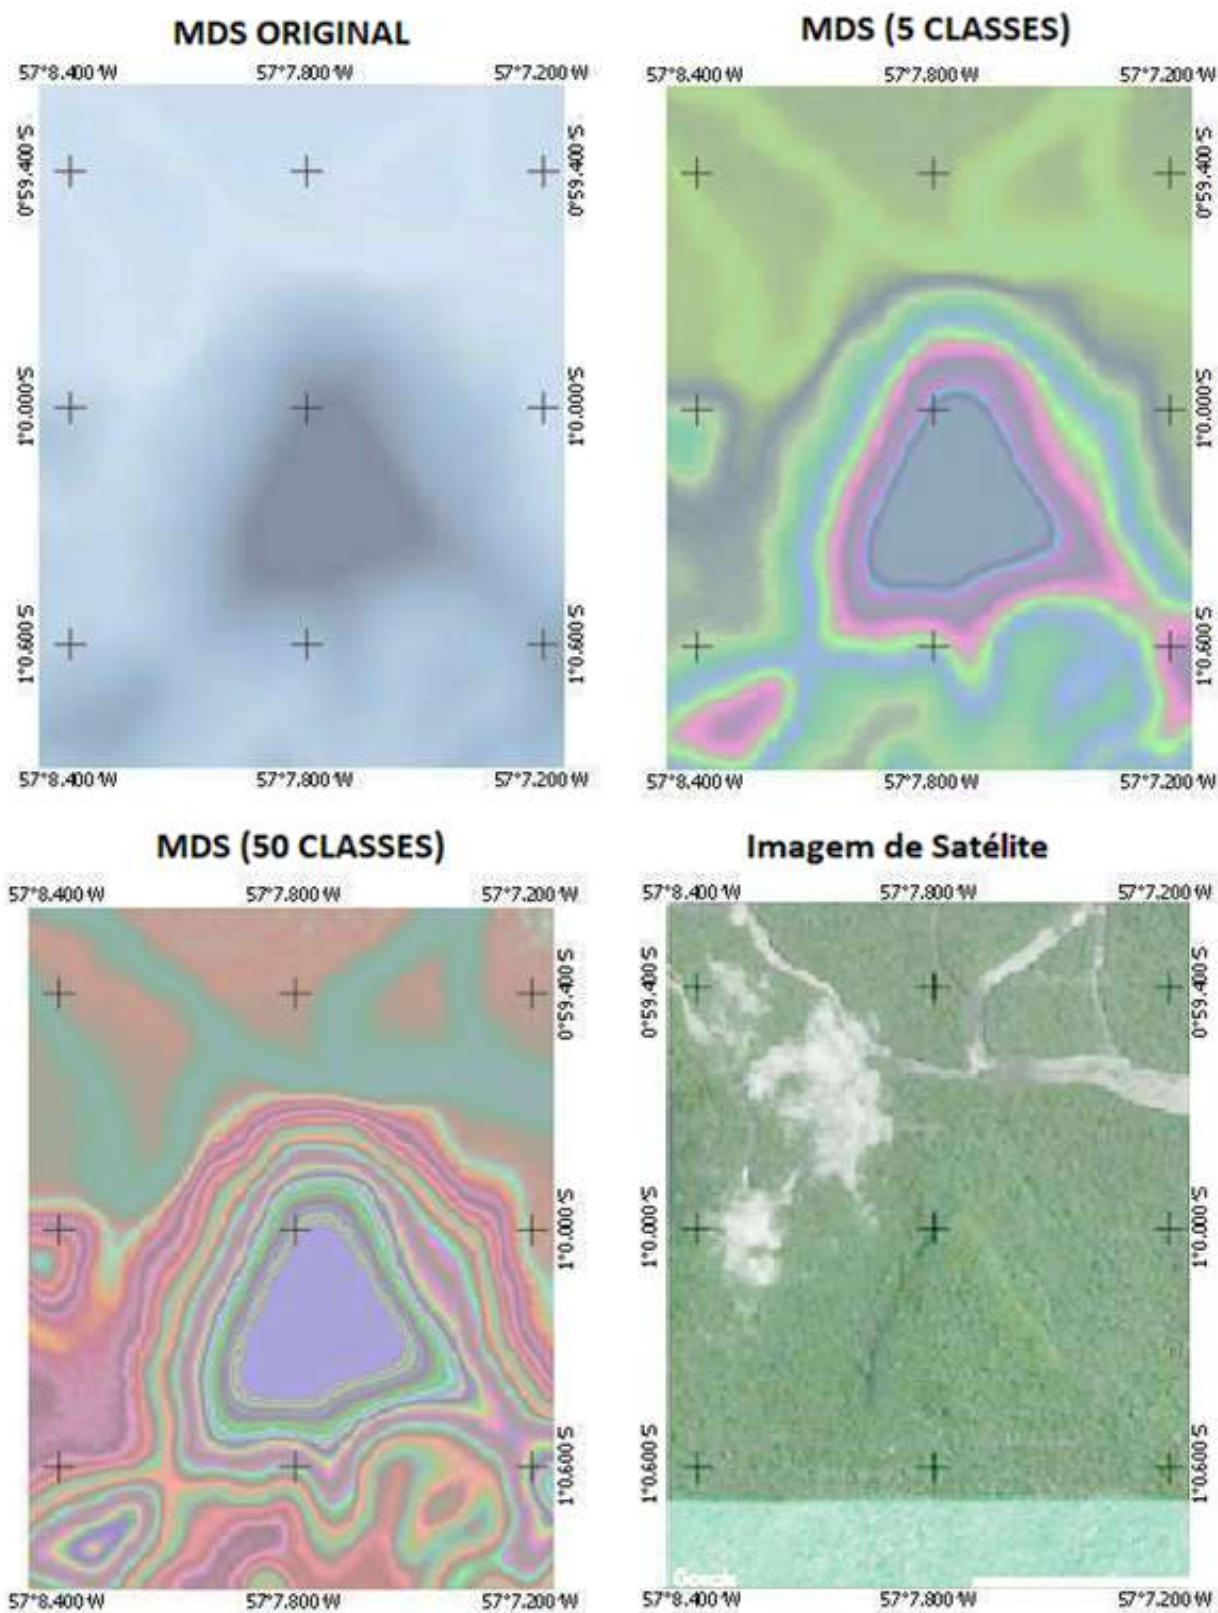 MDS ORIGINAL
57°8.400 W 57°7.800 W 57°7.200 W
0°59.400 S 0°59.400 S
1°0.000 S 1°0.000 S
1°0.600 S 1°0.600 S
57°8.400 W 57°7.800 W 57°7.200 W
MDS (5 CLASSES)
57°8.400 W 57°7.800 W 57°7.200 W
0°59.400 S 0°59.400 S
1°0.000 S 1°0.000 S
1°0.600 S 1°0.600 S
57°8.400 W 57°7.800 W 57°7.200 W
MDS (50 CLASSES)
57°8.400 W 57°7.800 W 57°7.200 W
0°59.400 S
1°0.000 S
1°0.600 S
57°8.400 W 57°7.800 W 57°7.200 W
Imagem de Satélite
57°8.400 W 57°7.800 W 57°7.200 W
0°59.400 S 0°59.400 S
1°0.000 S 1°0.000 S
1°0.600 S 1°0.600 S
57°8.400 W 57°7.800 W 57°7.200 W